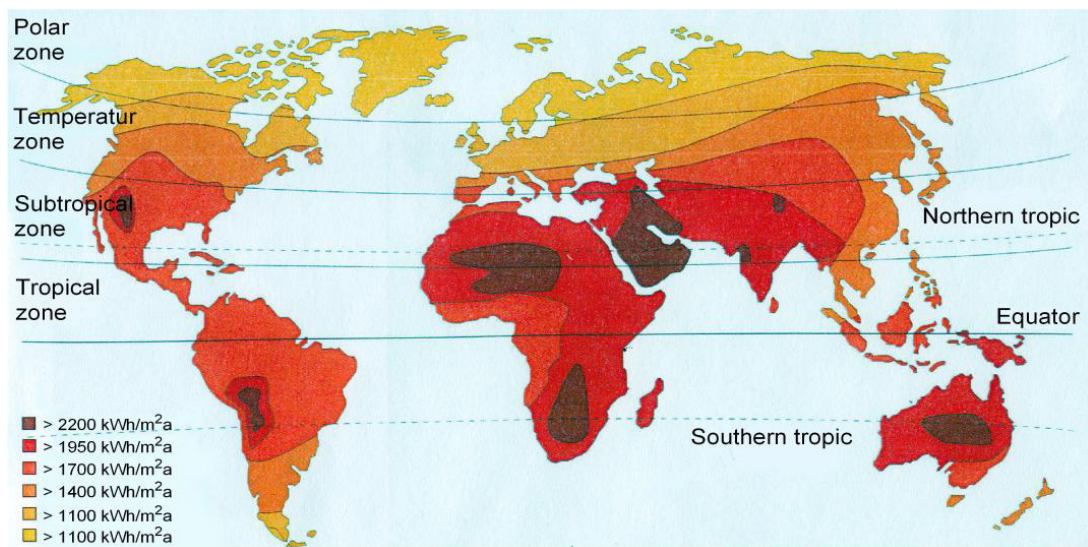 Polar
zone
Temperatur
zone
Subtropical
zone
Northern tropic
Tropical
zone
Equator
> 2200 kWh/m²a
> 1950 kWh/m²a
> 1700 kWh/m²a
> 1400 kWh/m²a
> 1100 kWh/m²a
> 1100 kWh/m²a
Southern tropic